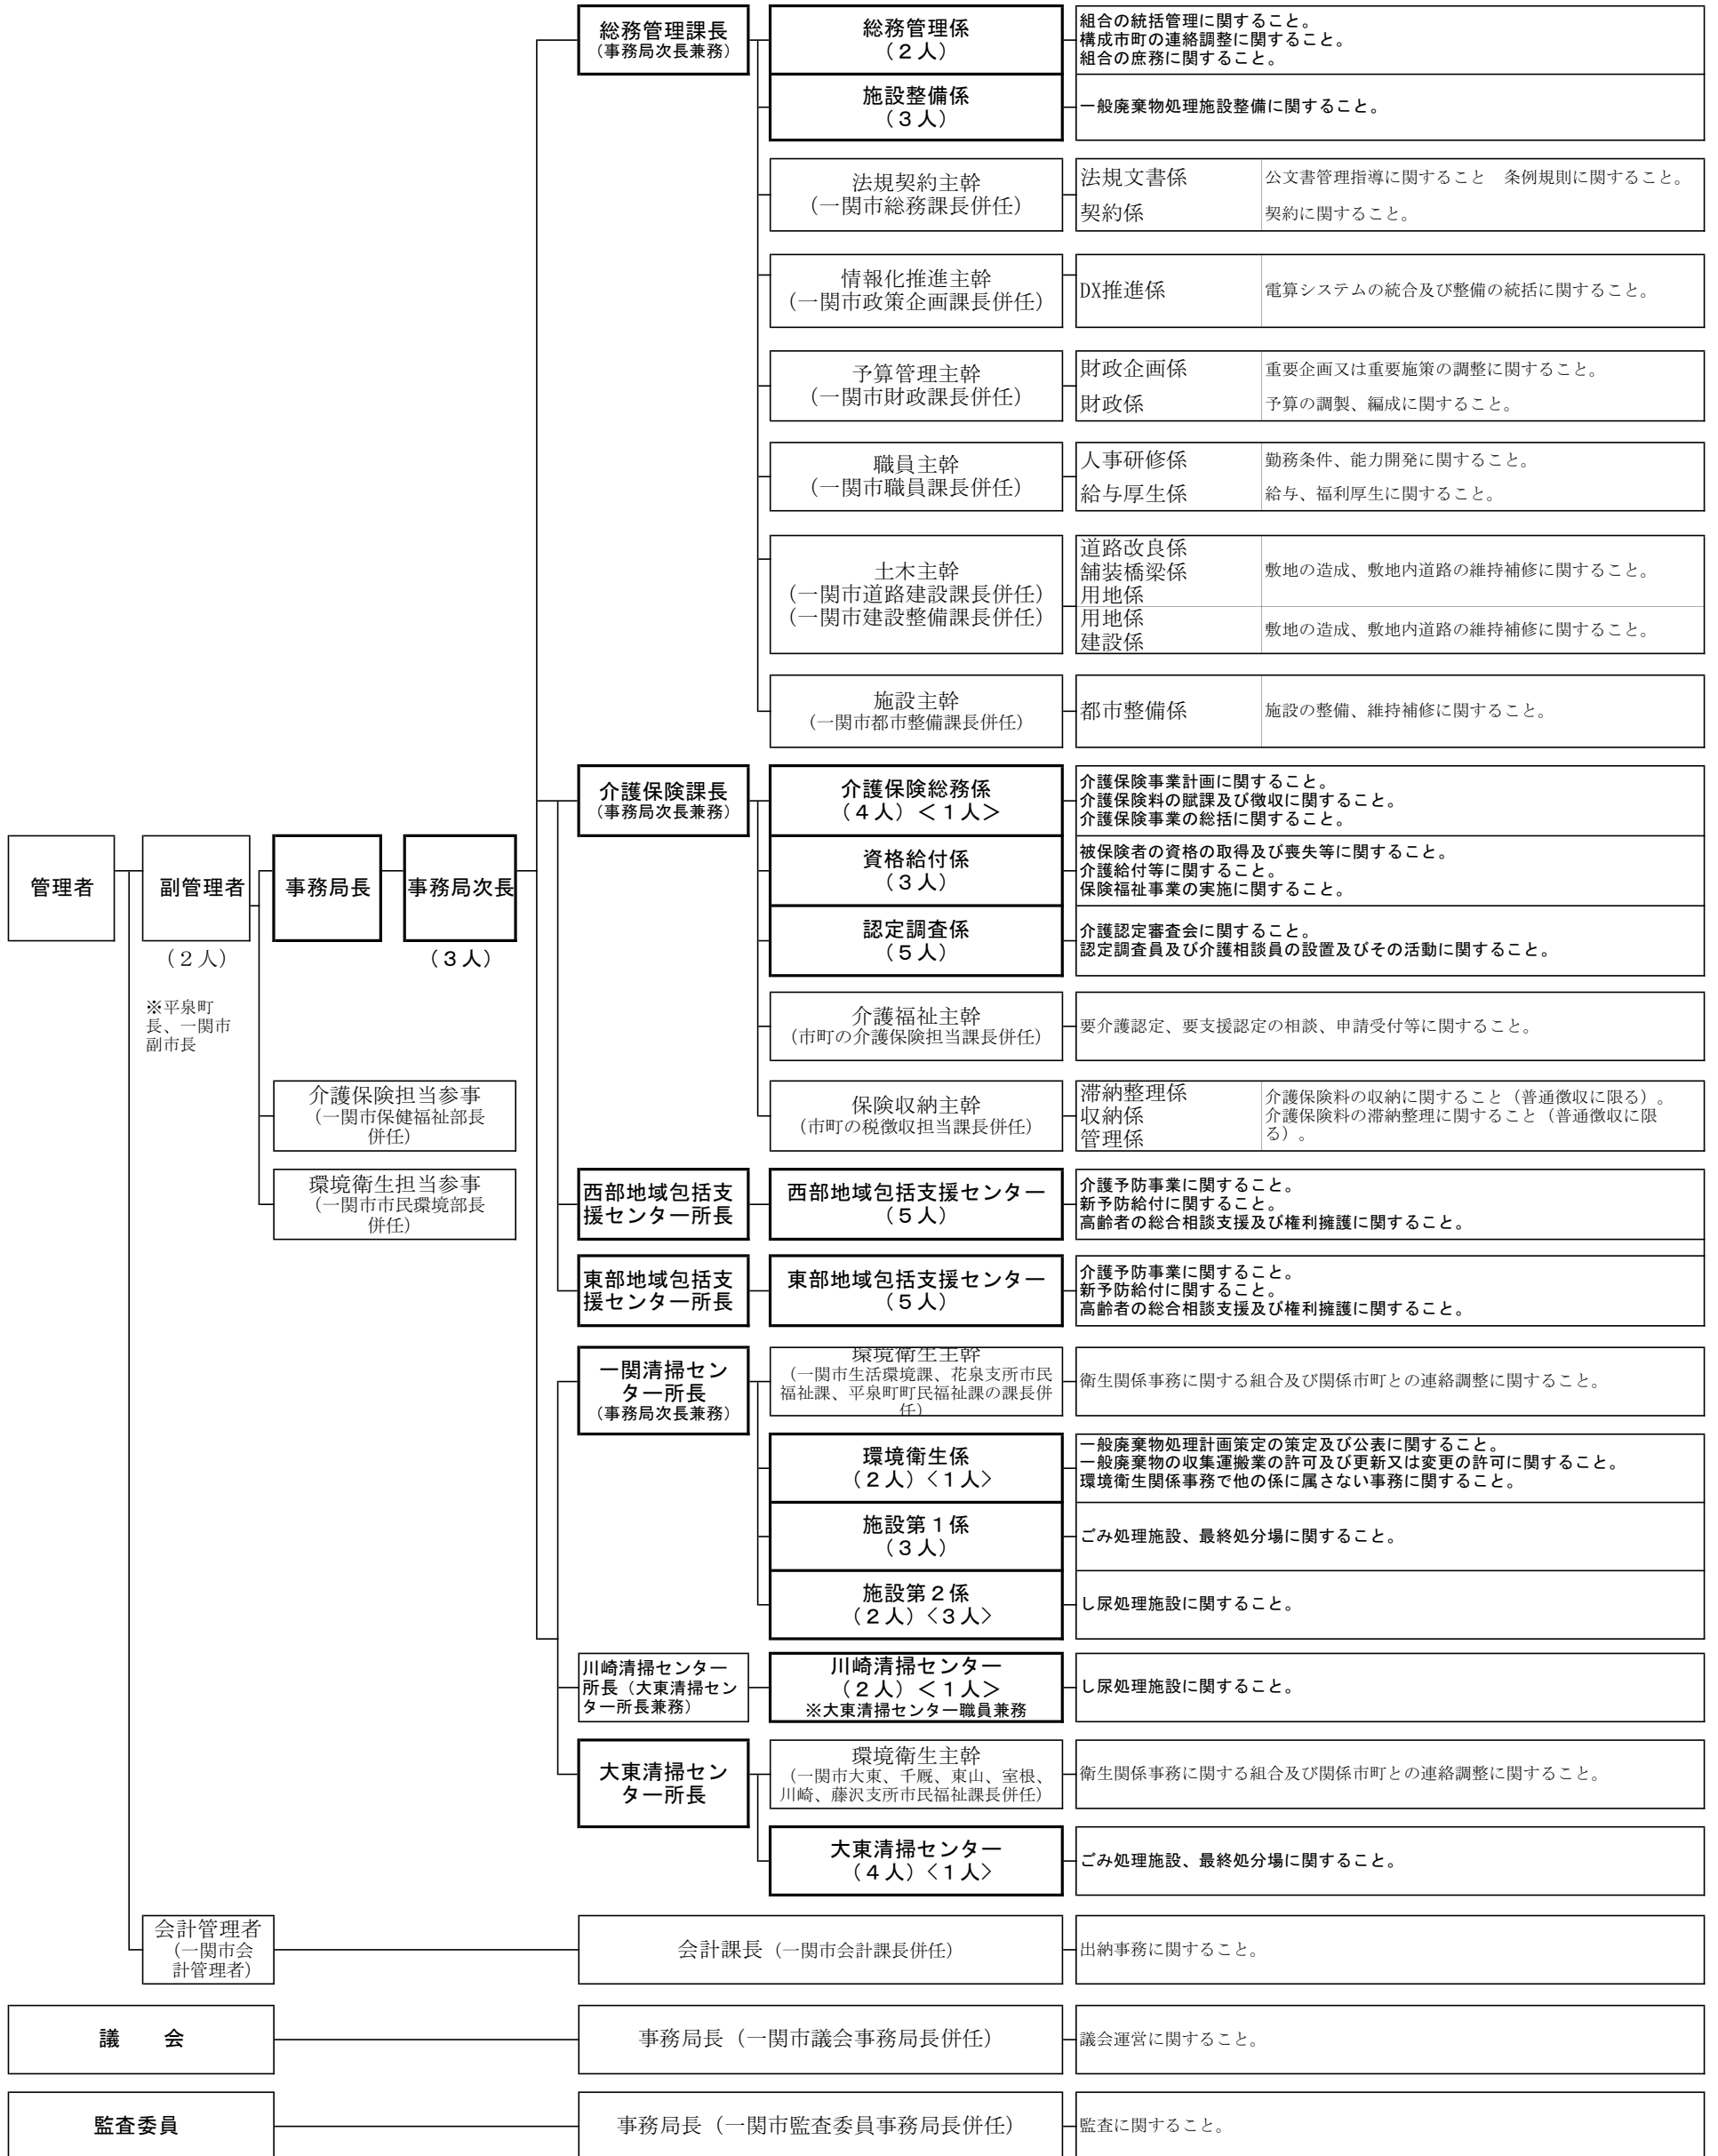 総務管理課長
（事務局次長兼務）
総務管理係
（２人）
組合の統括管理に関すること。
構成市町の連絡調整に関すること。
組合の庶務に関すること。
施設整備係
（３人）
一般廃棄物処理施設整備に関すること。
法規契約主幹
（一関市総務課長併任）
法規文書係
公文書管理指導に関すること　条例規則に関すること。
契約係
契約に関すること。
情報化推進主幹
（一関市政策企画課長併任）
DX推進係
電算システムの統合及び整備の統括に関すること。
予算管理主幹
（一関市財政課長併任）
財政企画係
重要企画又は重要施策の調整に関すること。
財政係
予算の調製、編成に関すること。
職員主幹
（一関市職員課長併任）
人事研修係
勤務条件、能力開発に関すること。
給与厚生係
給与、福利厚生に関すること。
土木主幹
（一関市道路建設課長併任）
（一関市建設整備課長併任）
道路改良係
舗装橋梁係
用地係
敷地の造成、敷地内道路の維持補修に関すること。
用地係
建設係
敷地の造成、敷地内道路の維持補修に関すること。
施設主幹
（一関市都市整備課長併任）
都市整備係
施設の整備、維持補修に関すること。
介護保険課長
（事務局次長兼務）
介護保険総務係
（４人）＜１人＞
介護保険事業計画に関すること。
介護保険料の賦課及び徴収に関すること。
介護保険事業の総括に関すること。
資格給付係
（３人）
被保険者の資格の取得及び喪失等に関すること。
介護給付等に関すること。
保険福祉事業の実施に関すること。
認定調査係
（５人）
介護認定審査会に関すること。
認定調査員及び介護相談員の設置及びその活動に関すること。
管理者
副管理者
（２人）
※平泉町
長、一関市
副市長
事務局長
事務局次長
（３人）
介護福祉主幹
（市町の介護保険担当課長併任）
要介護認定、要支援認定の相談、申請受付等に関すること。
介護保険担当参事
（一関市保健福祉部長
併任）
保険収納主幹
（市町の税徴収担当課長併任）
滞納整理係
収納係
管理係
介護保険料の収納に関すること（普通徴収に限る）。
介護保険料の滞納整理に関すること（普通徴収に限
る）。
環境衛生担当参事
（一関市市民環境部長
併任）
西部地域包括支
援センター所長
西部地域包括支援センター
（５人）
介護予防事業に関すること。
新予防給付に関すること。
高齢者の総合相談支援及び権利擁護に関すること。
東部地域包括支
援センター所長
東部地域包括支援センター
（５人）
介護予防事業に関すること。
新予防給付に関すること。
高齢者の総合相談支援及び権利擁護に関すること。
一関清掃セン
ター所長
（事務局次長兼務）
環境衛生主幹
（一関市生活環境課、花泉支所市民
福祉課、平泉町町民福祉課の課長併
任）
衛生関係事務に関する組合及び関係市町との連絡調整に関すること。
環境衛生係
（２人）〈１人〉
一般廃棄物処理計画策定の策定及び公表に関すること。
一般廃棄物の収集運搬業の許可及び更新又は変更の許可に関すること。
環境衛生関係事務で他の係に属さない事務に関すること。
施設第１係
（３人）
ごみ処理施設、最終処分場に関すること。
施設第２係
（２人）〈３人〉
し尿処理施設に関すること。
川崎清掃センター
所長（大東清掃セン
ター所長兼務）
川崎清掃センター
（２人）＜１人＞
※大東清掃センター職員兼務
し尿処理施設に関すること。
大東清掃セン
ター所長
環境衛生主幹
（一関市大東、千厩、東山、室根、
川崎、藤沢支所市民福祉課長併任）
衛生関係事務に関する組合及び関係市町との連絡調整に関すること。
大東清掃センター
（４人）〈１人〉
ごみ処理施設、最終処分場に関すること。
会計管理者
（一関市会
計管理者）
会計課長（一関市会計課長併任）
出納事務に関すること。
議　　会
事務局長（一関市議会事務局長併任）
議会運営に関すること。
監査委員
事務局長（一関市監査委員事務局長併任）
監査に関すること。